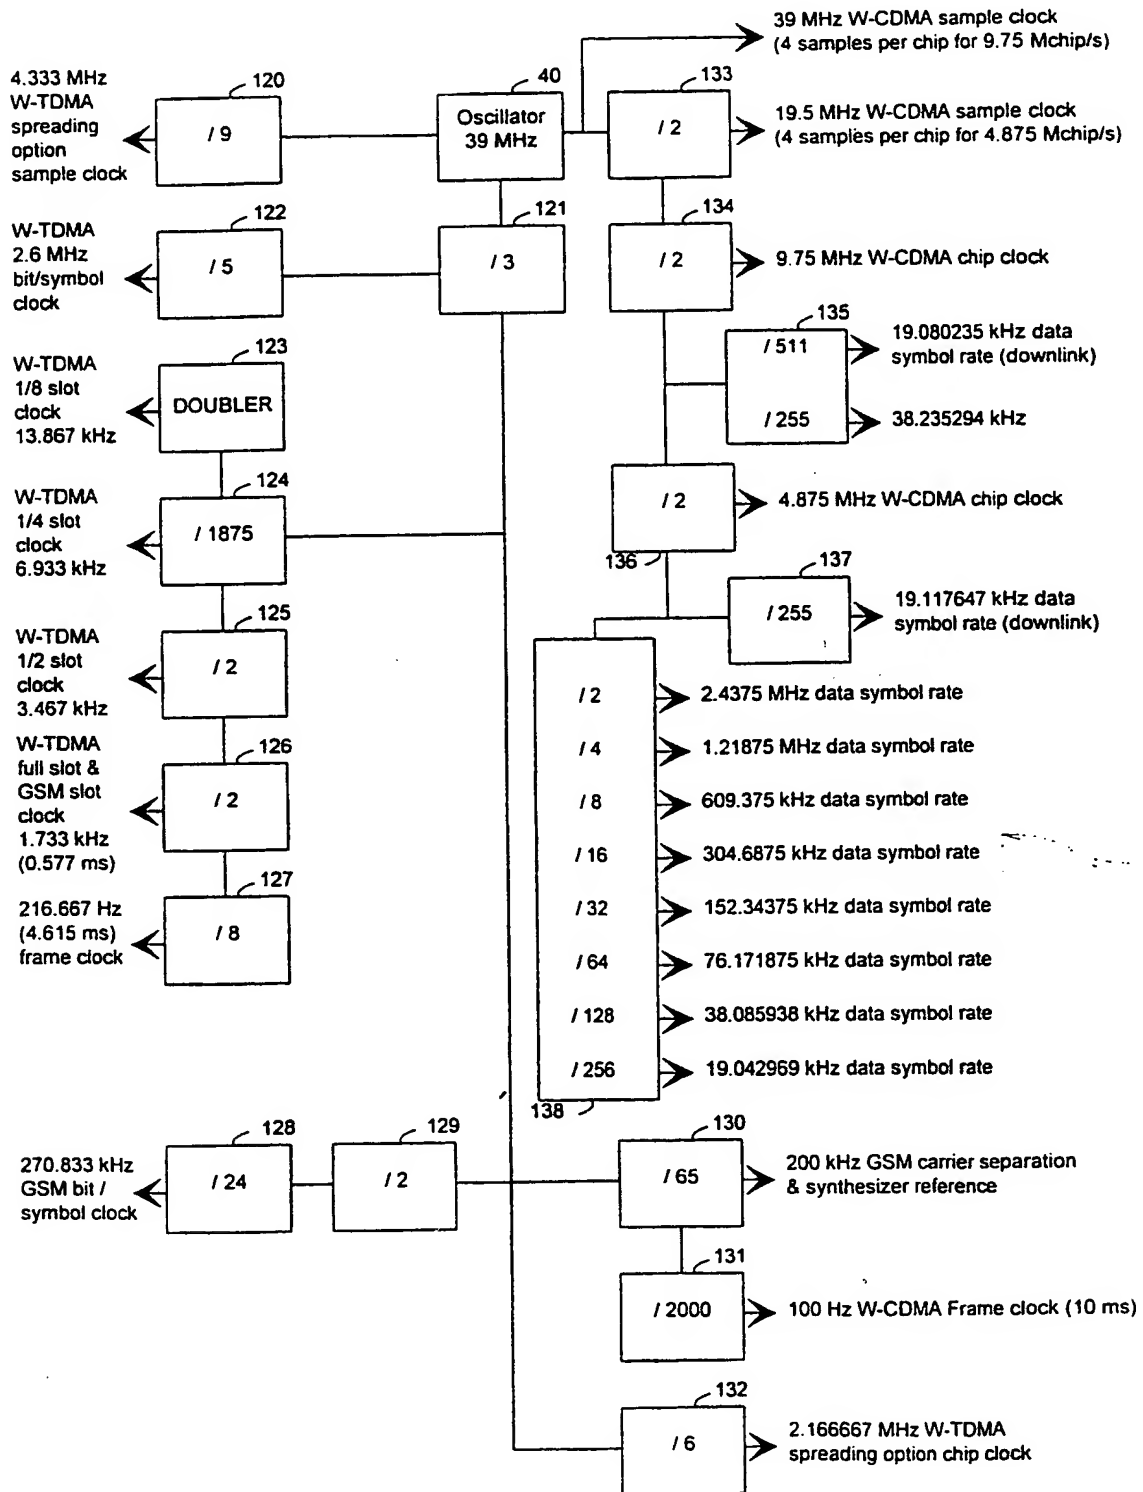 39 MHz W-CDMA sample clock
(4 samples per chip for 9.75 Mchip/s)
4.333 MHz
W-TDMA
spreading
option
sample clock
120
/ 9
40
Oscillator
39 MHz
133
/ 2
19.5 MHz W-CDMA sample clock
(4 samples per chip for 4.875 Mchip/s)
W-TDMA
2.6 MHz
bit/symbol
clock
122
/ 5
121
/ 3
134
/ 2
9.75 MHz W-CDMA chip clock
135
/ 511
19.080235 kHz data
symbol rate (downlink)
/ 255
38.235294 kHz
W-TDMA
1/8 slot
clock
13.867 kHz
123
DOUBLER
W-TDMA
1/4 slot
clock
6.933 kHz
124
/ 1875
/ 2
136
4.875 MHz W-CDMA chip clock
137
/ 255
19.117647 kHz data
symbol rate (downlink)
W-TDMA
1/2 slot
clock
3.467 kHz
125
/ 2
W-TDMA
full slot &
GSM slot
clock
1.733 kHz
(0.577 ms)
126
/ 2
216.667 Hz
(4.615 ms)
frame clock
127
/ 8
/ 2
2.4375 MHz data symbol rate
/ 4
1.21875 MHz data symbol rate
/ 8
609.375 kHz data symbol rate
/ 16
304.6875 kHz data symbol rate
/ 32
152.34375 kHz data symbol rate
/ 64
76.171875 kHz data symbol rate
/ 128
38.085938 kHz data symbol rate
/ 256
19.042969 kHz data symbol rate
138
270.833 kHz
GSM bit /
symbol clock
128
/ 24
129
/ 2
130
/ 65
200 kHz GSM carrier separation
& synthesizer reference
131
/ 2000
100 Hz W-CDMA Frame clock (10 ms)
132
/ 6
2.166667 MHz W-TDMA
spreading option chip clock